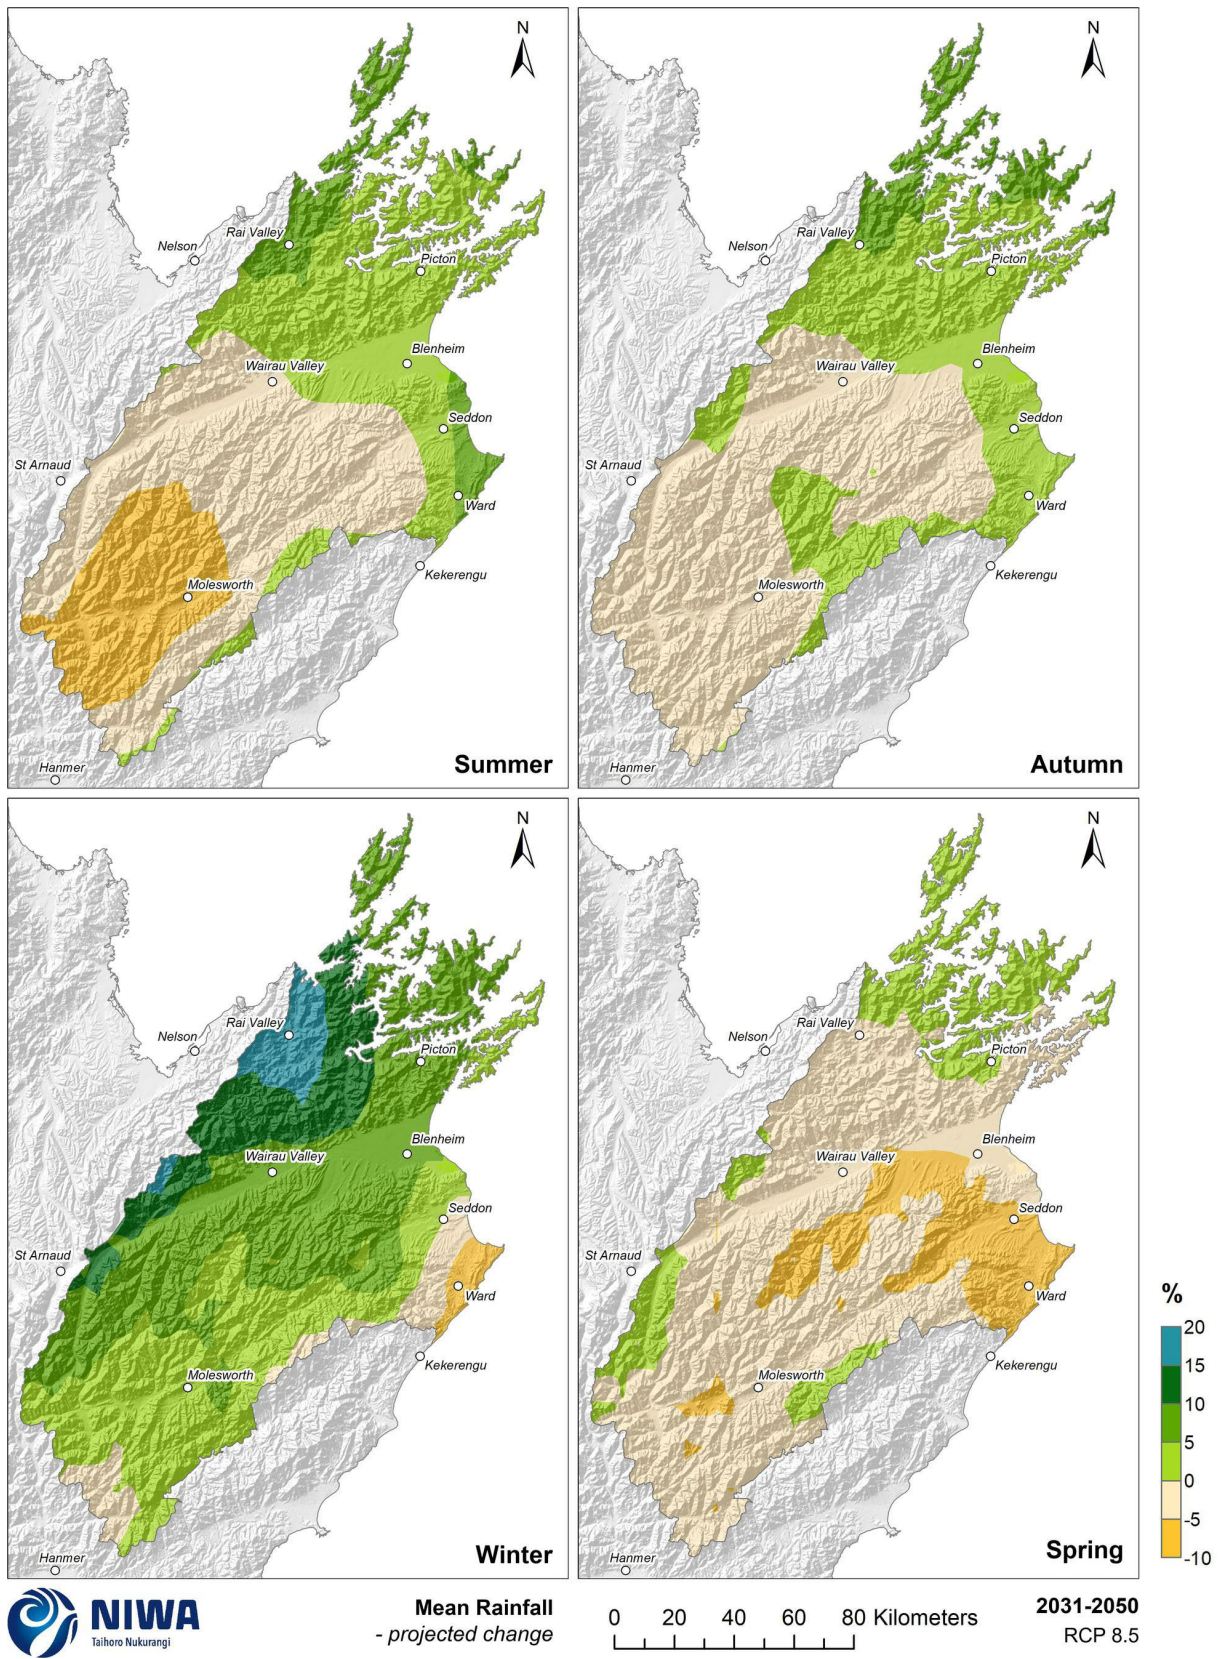 N
Nelson
Rai Valley
Picton
Blenheim
Wairau Valley
Seddon
St Arnaud
Ward
Kekerengu
Molesworth
Hanmer
Summer
N
Nelson
Rai Valley
Picton
Blenheim
Wairau Valley
Seddon
St Arnaud
Ward
Kekerengu
Molesworth
Hanmer
Autumn
N
Nelson
Rai Valley
Picton
Blenheim
Wairau Valley
Seddon
St Arnaud
Ward
Kekerengu
Molesworth
Hanmer
Winter
N
Nelson
Rai Valley
Picton
Blenheim
Wairau Valley
Seddon
St Arnaud
Ward
Kekerengu
Molesworth
Hanmer
Spring
%
20
15
10
5
0
-5
-10
NIWA
Taihoro Nukurangi
Mean Rainfall
- projected change
0 20 40 60 80 Kilometers
2031-2050
RCP 8.5